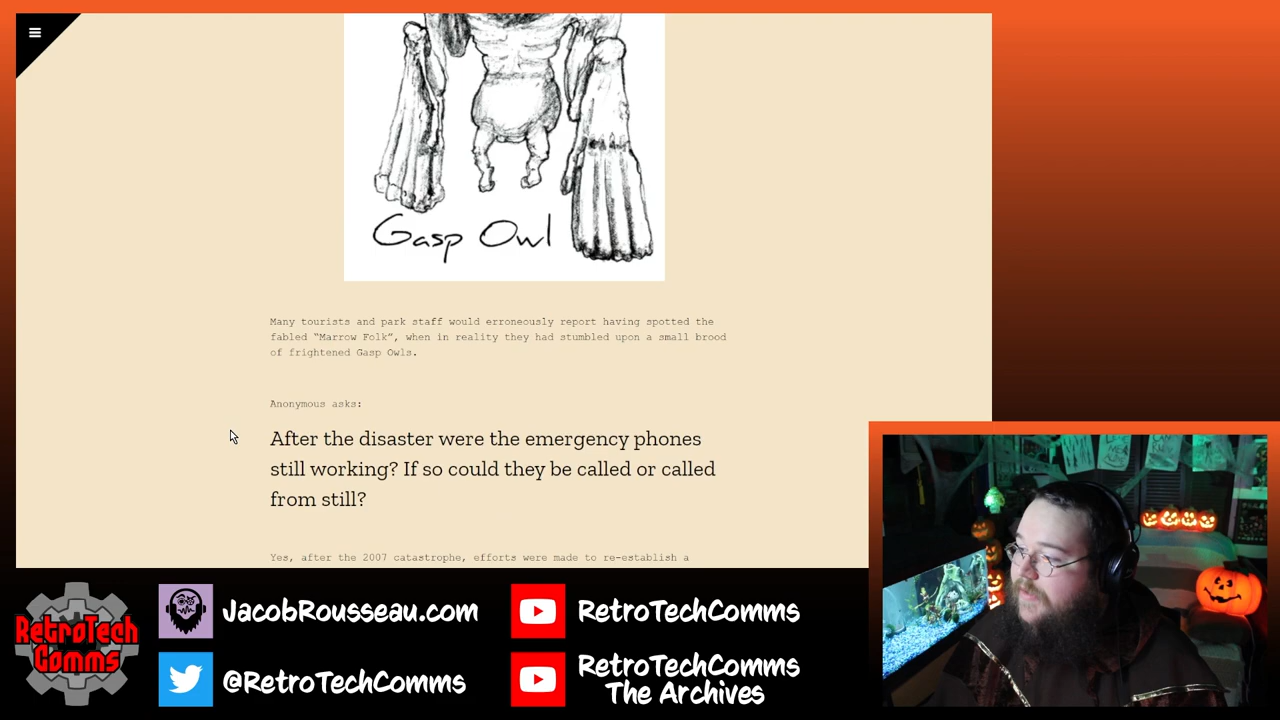 Gasp Owl
Many tourists and park staff would erroneously report having spotted the
fabled “Marrow Folk”, when in reality they had stumbled upon a small brood
of frightened Gasp Owls.
Anonymous asks:
After the disaster were the emergency phones
still working? If so could they be called or called
from still?
Yes, after the 2007 catastrophe, efforts were made to re-establish a
RetroTech
Comms
JacobRousseau.com
@RetroTechComms
RetroTechComms
RetroTechComms
The Archives